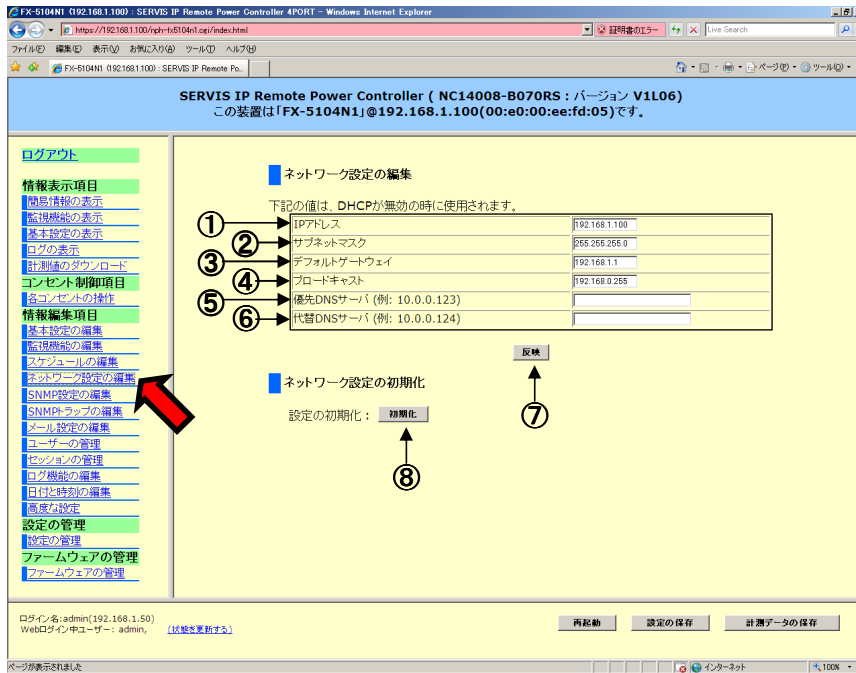 FX-5104N1 (192.168.1.100) : SERVIS IP Remote Power Controller 4PORT - Windows Internet Explorer
https://192.168.1.100/nph-fx5104n1.cgi/index.html
証明書のエラー
Live Search
ファイル(F) 編集(E) 表示(V) お気に入り(A) ツール(T) ヘルプ(H)
FX-5104N1 (192.168.1.100) : SERVIS IP Remote Po...
ページ(P) ツール(O)
SERVIS IP Remote Power Controller ( NC14008-B070RS : バージョン V1L06)
この装置は「FX-5104N1」@192.168.1.100(00:e0:00:ee:fd:05)です。
ログアウト
情報表示項目
簡易情報の表示
監視機能の表示
基本設定の表示
ログの表示
計測値のダウンロード
コンセント制御項目
各コンセントの操作
情報編集項目
基本設定の編集
監視機能の編集
スケジュールの編集
ネットワーク設定の編集
SNMP設定の編集
SNMPトラップの編集
メール設定の編集
ユーザーの管理
セッションの管理
ログ機能の編集
日付と時刻の編集
高度な設定
設定の管理
設定の管理
ファームウェアの管理
ファームウェアの管理
ネットワーク設定の編集
下記の値は、DHCPが無効の時に使用されます。
① IPアドレス 192.168.1.100
② サブネットマスク 255.255.255.0
③ デフォルトゲートウェイ 192.168.1.1
④ ブロードキャスト 192.168.0.255
⑤ 優先DNSサーバ (例: 10.0.0.123)
⑥ 代替DNSサーバ (例: 10.0.0.124)
反映
⑦
ネットワーク設定の初期化
設定の初期化： 初期化
⑧
ログイン名:admin(192.168.1.50)
Webログイン中ユーザー: admin, (状態を更新する)
再起動 設定の保存 計測データの保存
ページが表示されました
インターネット
100%